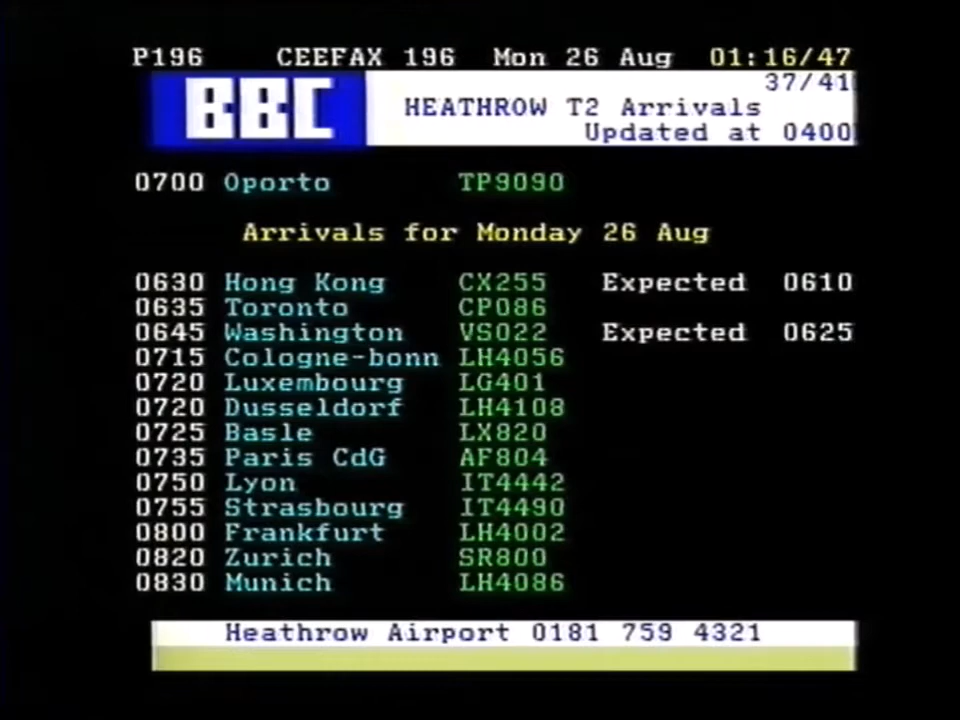 P196 CEEFAX 196 Mon 26 Aug 01:16/47
37/41
BBC HEATHROW T2 Arrivals
Updated at 0400
0700 Oporto TP9090
Arrivals for Monday 26 Aug
0630 Hong Kong CX255 Expected 0610
0635 Toronto CP086
0645 Washington VS022 Expected 0625
0715 Cologne-bonn LH4056
0720 Luxembourg LG401
0720 Dusseldorf LH4108
0725 Basle LX820
0735 Paris CdG AF804
0750 Lyon IT4442
0755 Strasbourg IT4490
0800 Frankfurt LH4002
0820 Zurich SR800
0830 Munich LH4086
Heathrow Airport 0181 759 4321